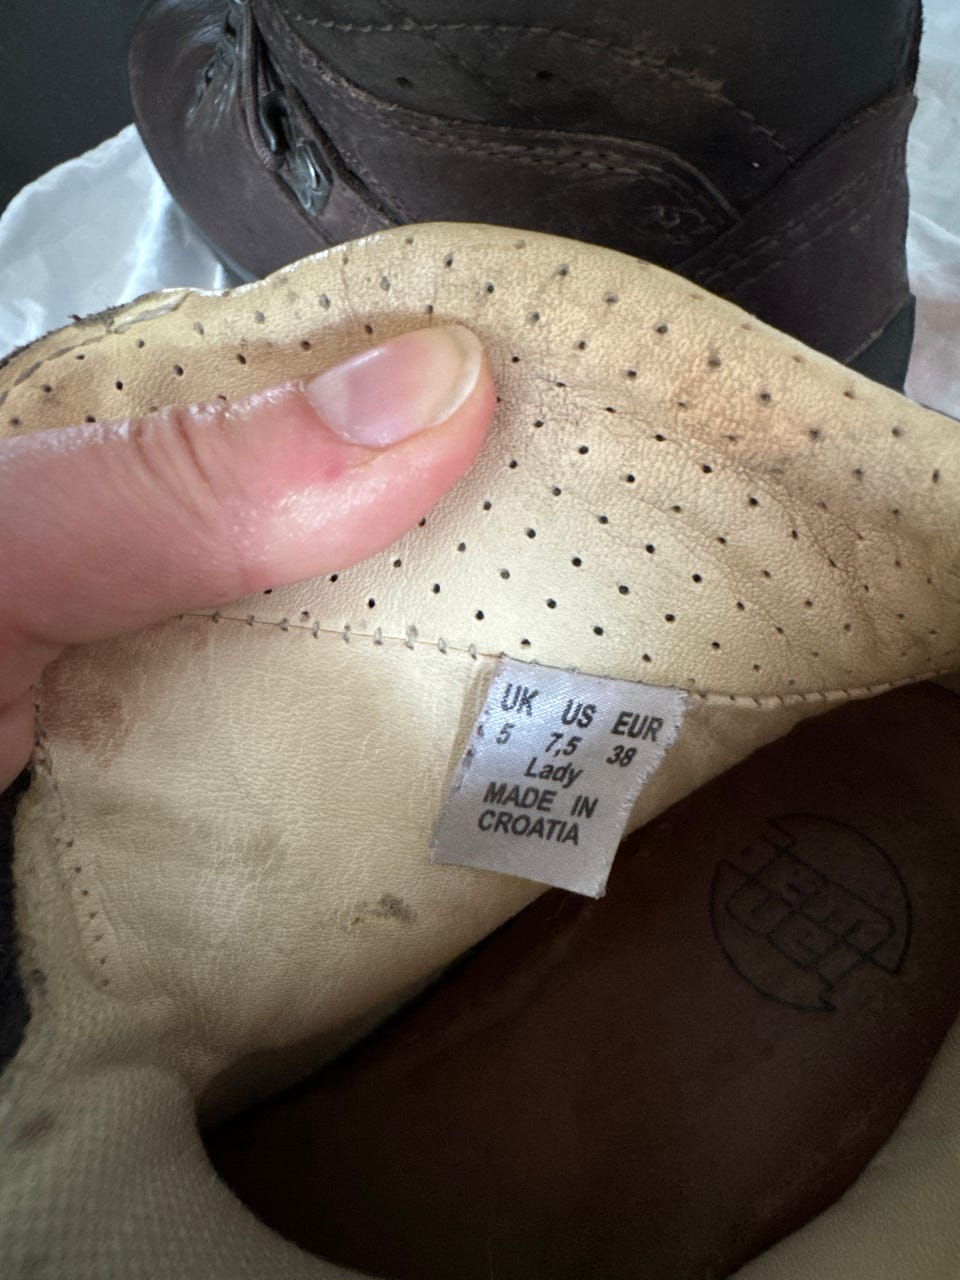 UK US EUR
5 7,5 38
Lady
MADE IN
CROATIA